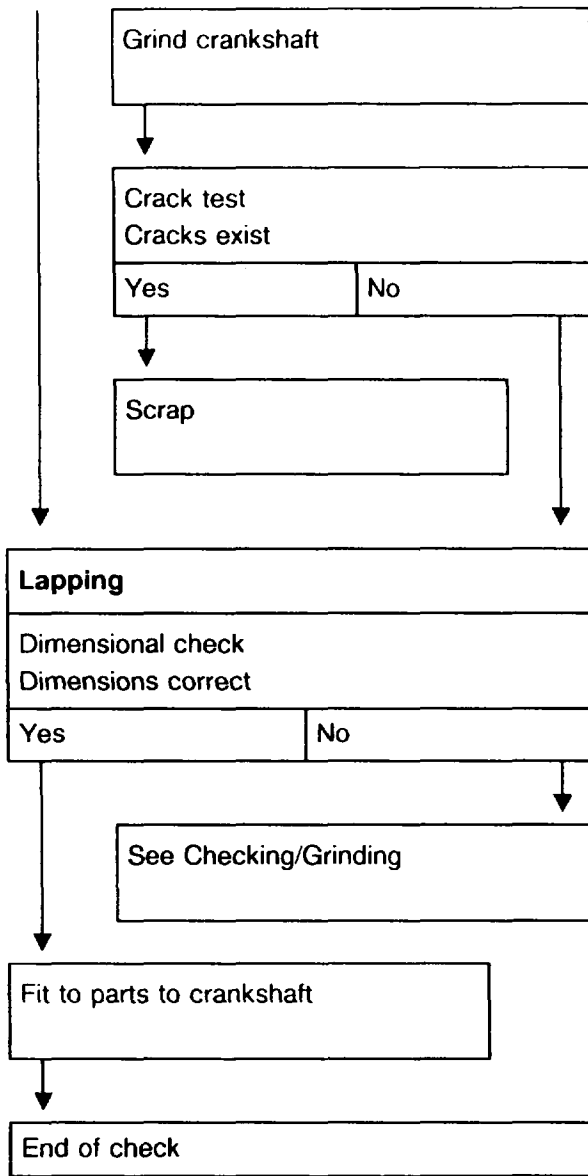 Grind crankshaft
Crack test
Cracks exist
Yes
No
Scrap
Lapping
Dimensional check
Dimensions correct
Yes
No
See Checking/Grinding
Fit to parts to crankshaft
End of check